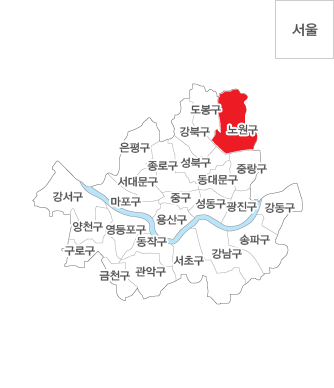 서울
도봉구
노원구
강북구
은평구
성북구
종로구
중랑구
동대문구
서대문구
강서구
마포구
중구
성동구
광진구
강동구
용산구
양천구
영등포구
동작구
송파구
구로구
강남구
서초구
관악구
금천구